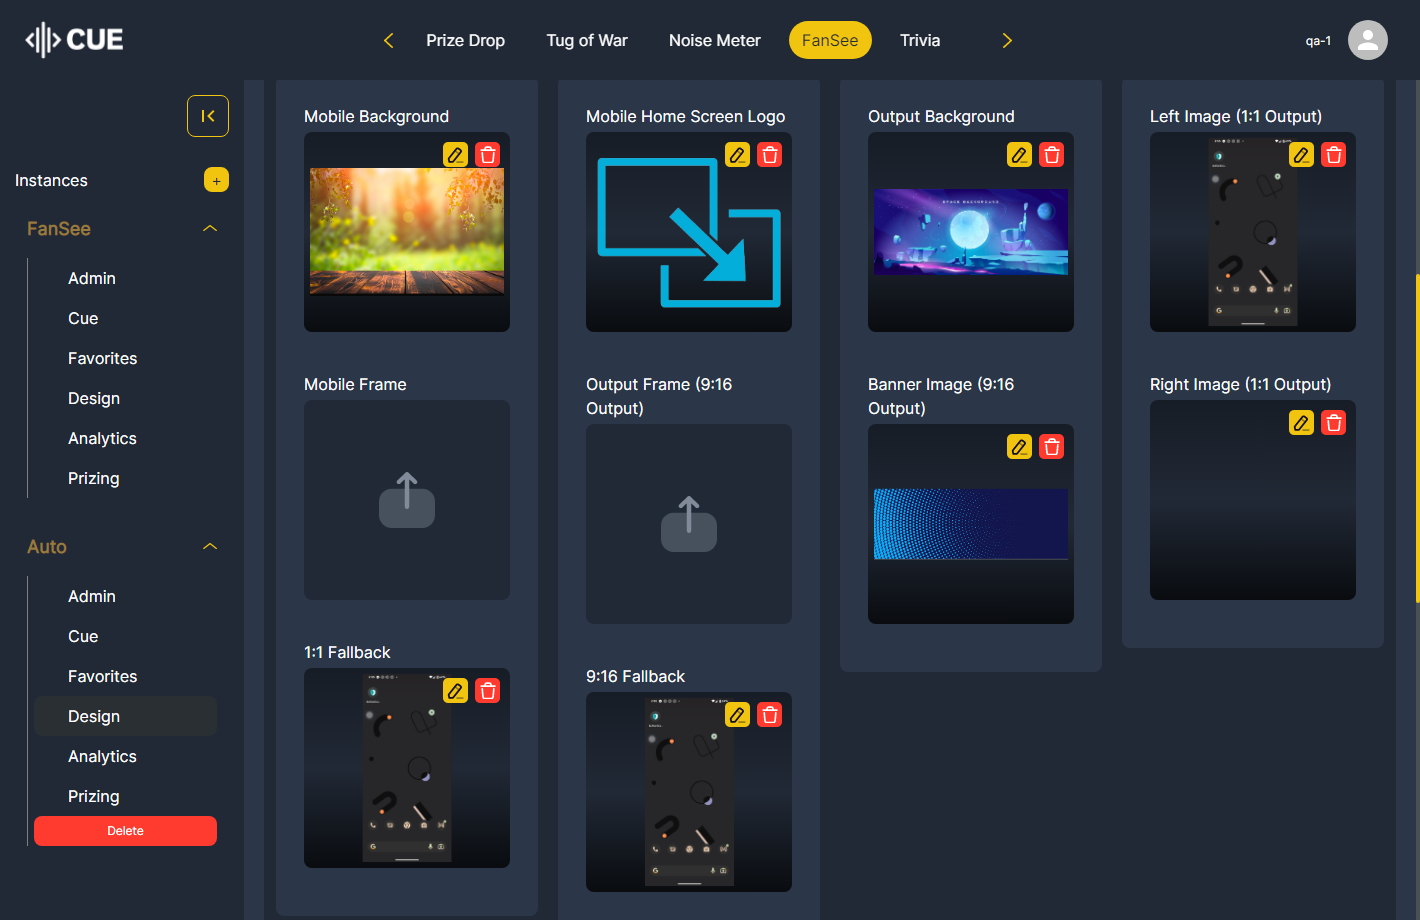 CUE
Prize Drop
Tug of War
Noise Meter
FanSee
Trivia
qa-1
Instances
+
FanSee
Admin
Cue
Favorites
Design
Analytics
Prizing
Auto
Admin
Cue
Favorites
Design
Analytics
Prizing
Delete
Mobile Background
Mobile Home Screen Logo
Output Background
SPACE BACKGROUND
Left Image (1:1 Output)
Mobile Frame
Output Frame (9:16
Output)
Banner Image (9:16
Output)
Right Image (1:1 Output)
1:1 Fallback
9:16 Fallback